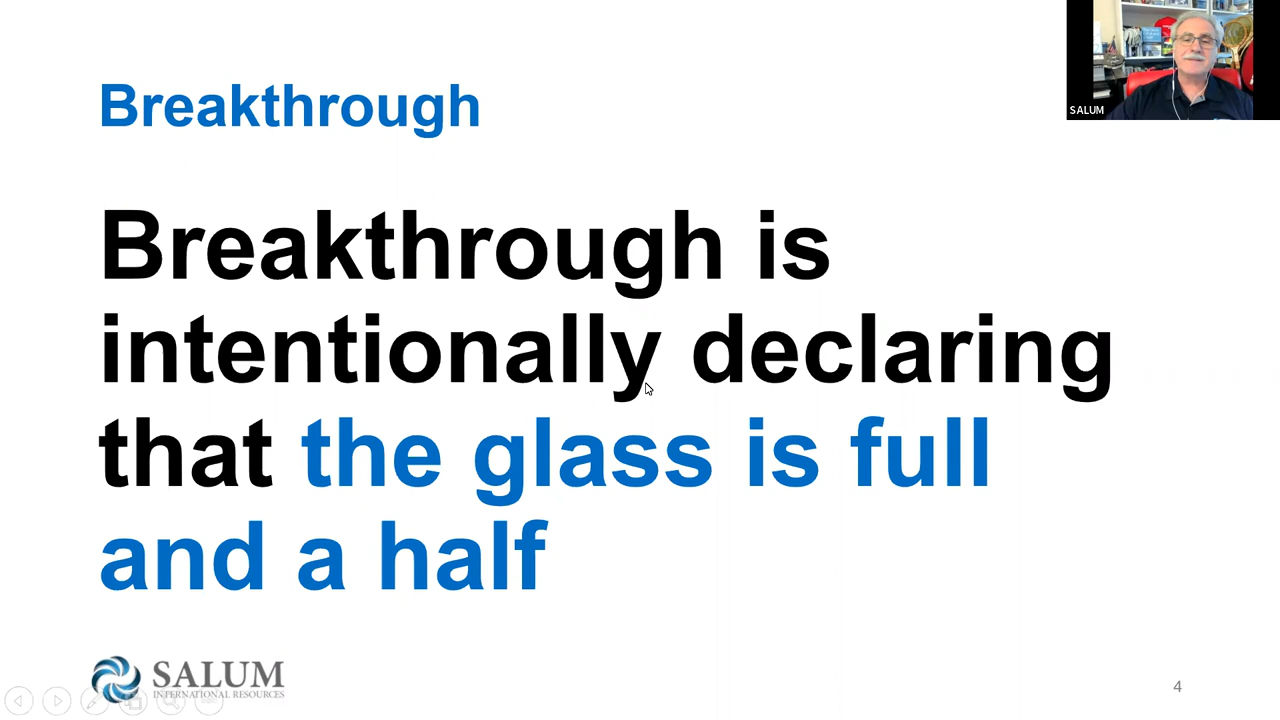 SALUM
Breakthrough
Breakthrough is
intentionally declaring
that the glass is full
and a half
SALUM
INTERNATIONAL RESOURCES
4